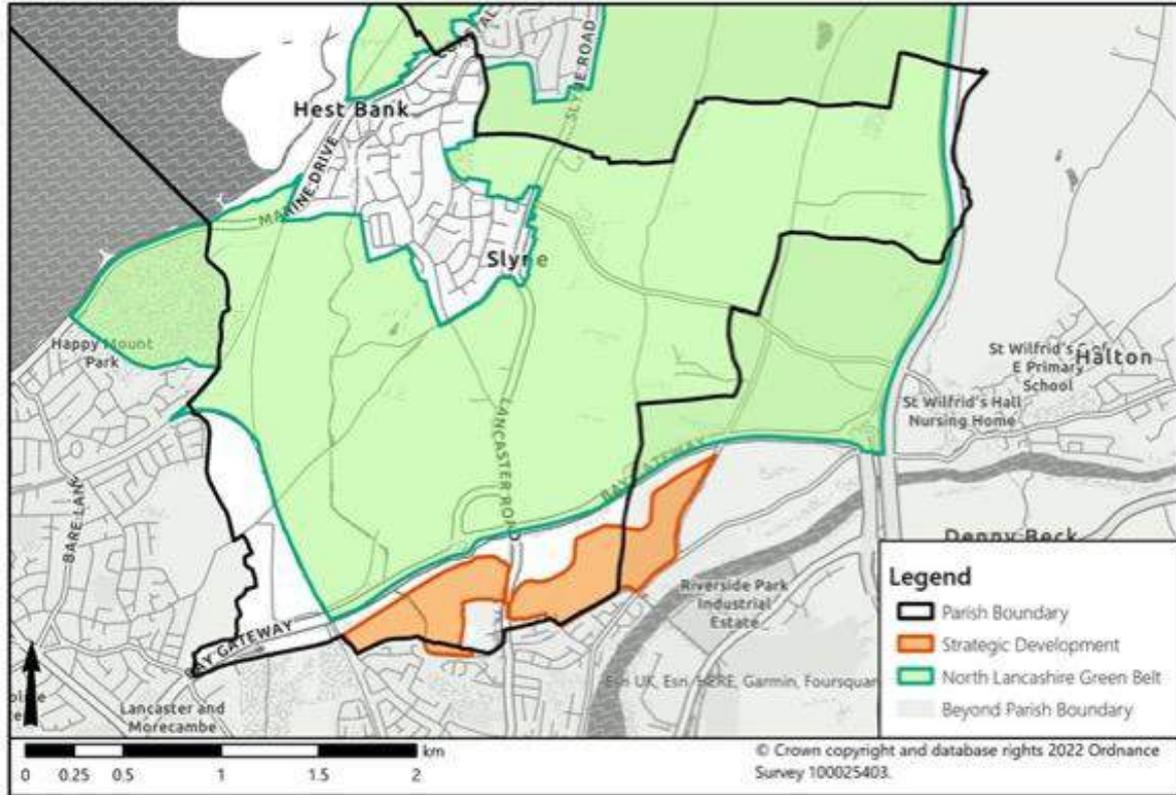 SLYNE ROAD
Hest Bank
MARINE DRIVE
Slyne
Happy Mount
Park
St Wilfrid's C of
E Primary
School
Halton
St Wilfrid's Hall
Nursing Home
LANCASTER ROAD
BAY GATEWAY
BARE LANE
Denny Beck
Riverside Park
Industrial
Estate
BAY GATEWAY
Lancaster and
Morecambe
Esri UK, Esri, HERE, Garmin, Foursquar
Legend
Parish Boundary
Strategic Development
North Lancashire Green Belt
Beyond Parish Boundary
km
0 0.25 0.5 1 1.5 2
© Crown copyright and database rights 2022 Ordnance
Survey 100025403.